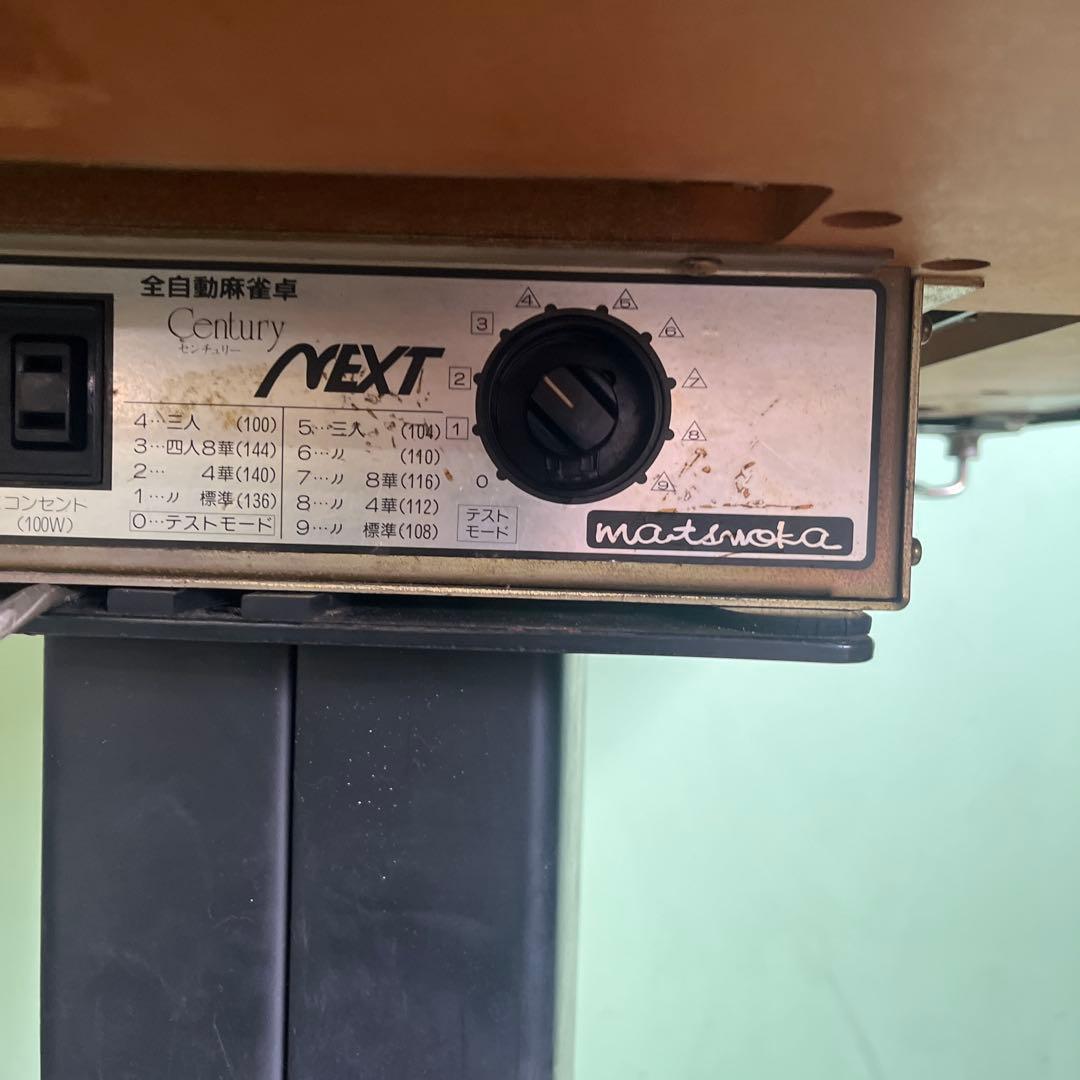 全自動麻雀卓
Century
センチュリー
NEXT
4…三人 (100)
3…四人8華(144)
2… 4華(140)
1…〃 標準(136)
0…テストモード
5…三人 (104)
6…〃 (110)
7…〃 8華(116)
8…〃 4華(112)
9…〃 標準(108)
コンセント
(100W)
0
1
2
3
4
5
6
7
8
9
テスト
モード
matsuoka